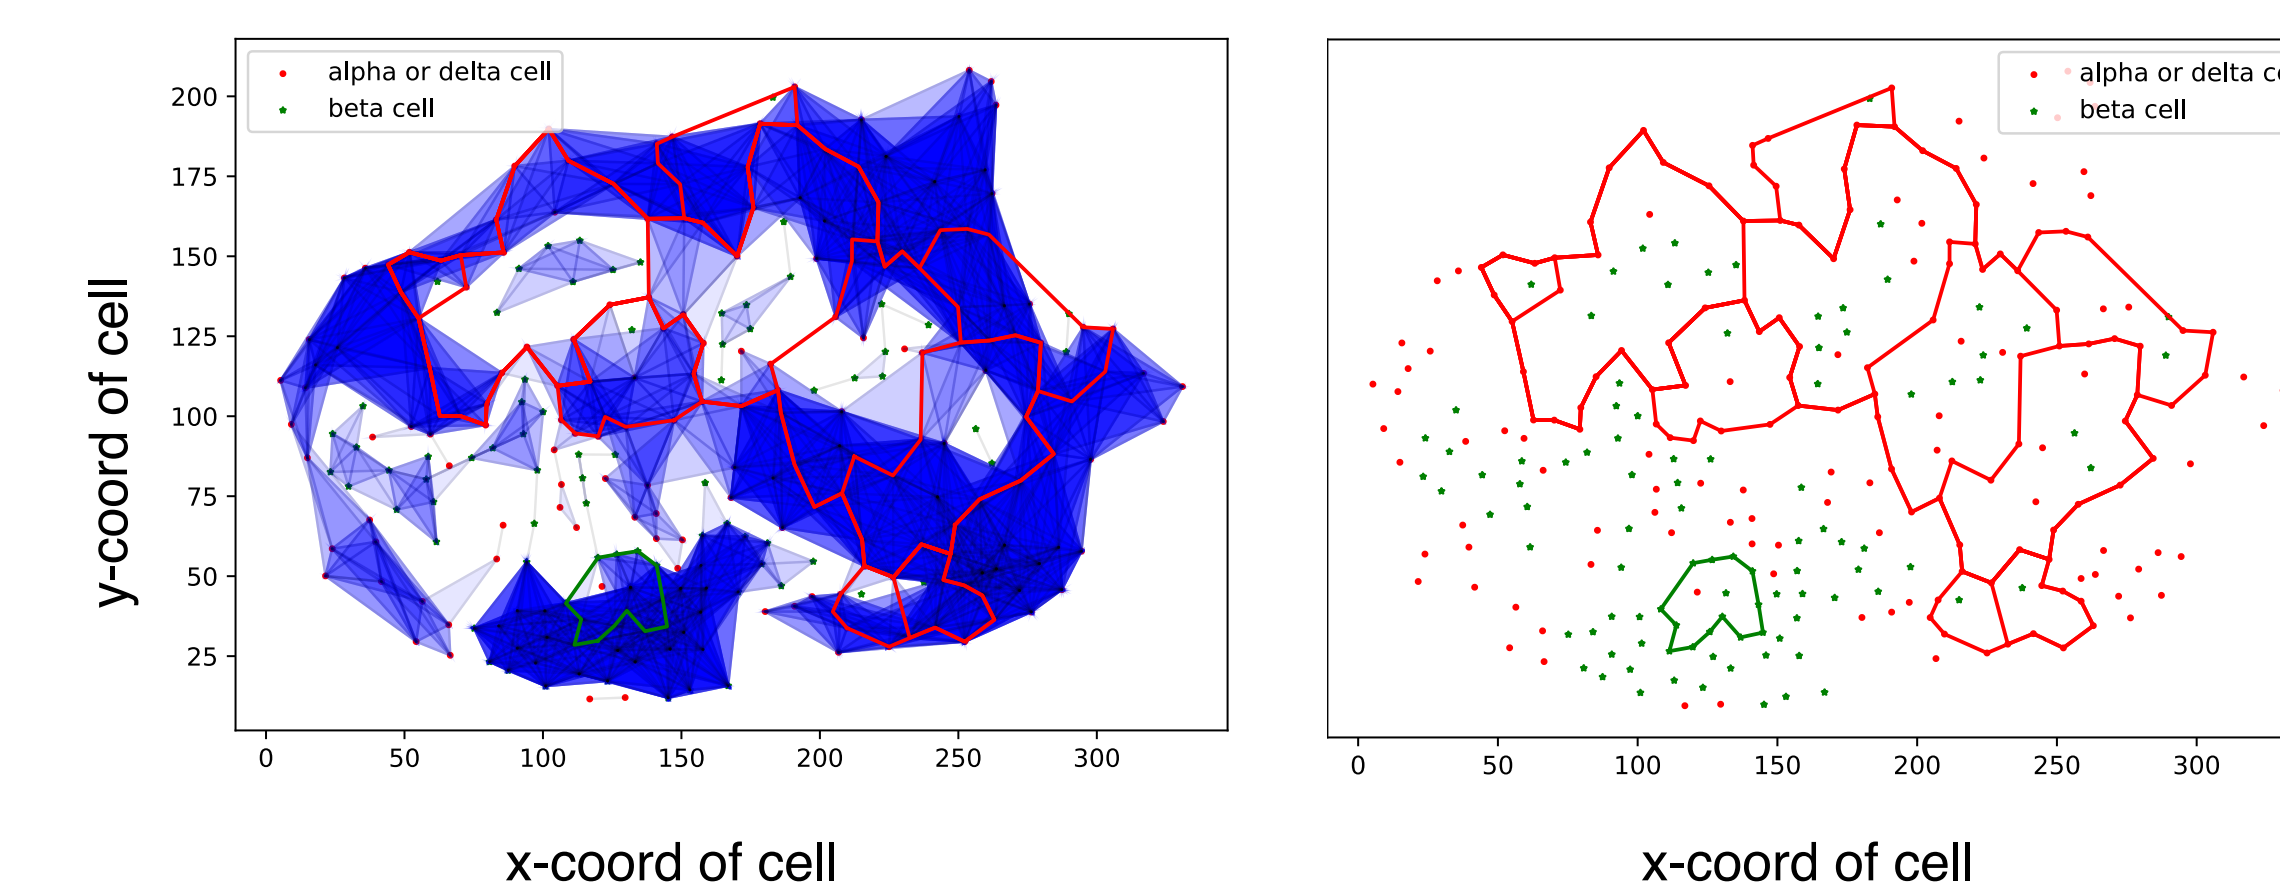 alpha or delta cell
beta cell
200
175
150
125
100
75
50
25
0 50 100 150 200 250 300
y-coord of cell
x-coord of cell
alpha or delta ce
beta cell
0 50 100 150 200 250 300
x-coord of cell